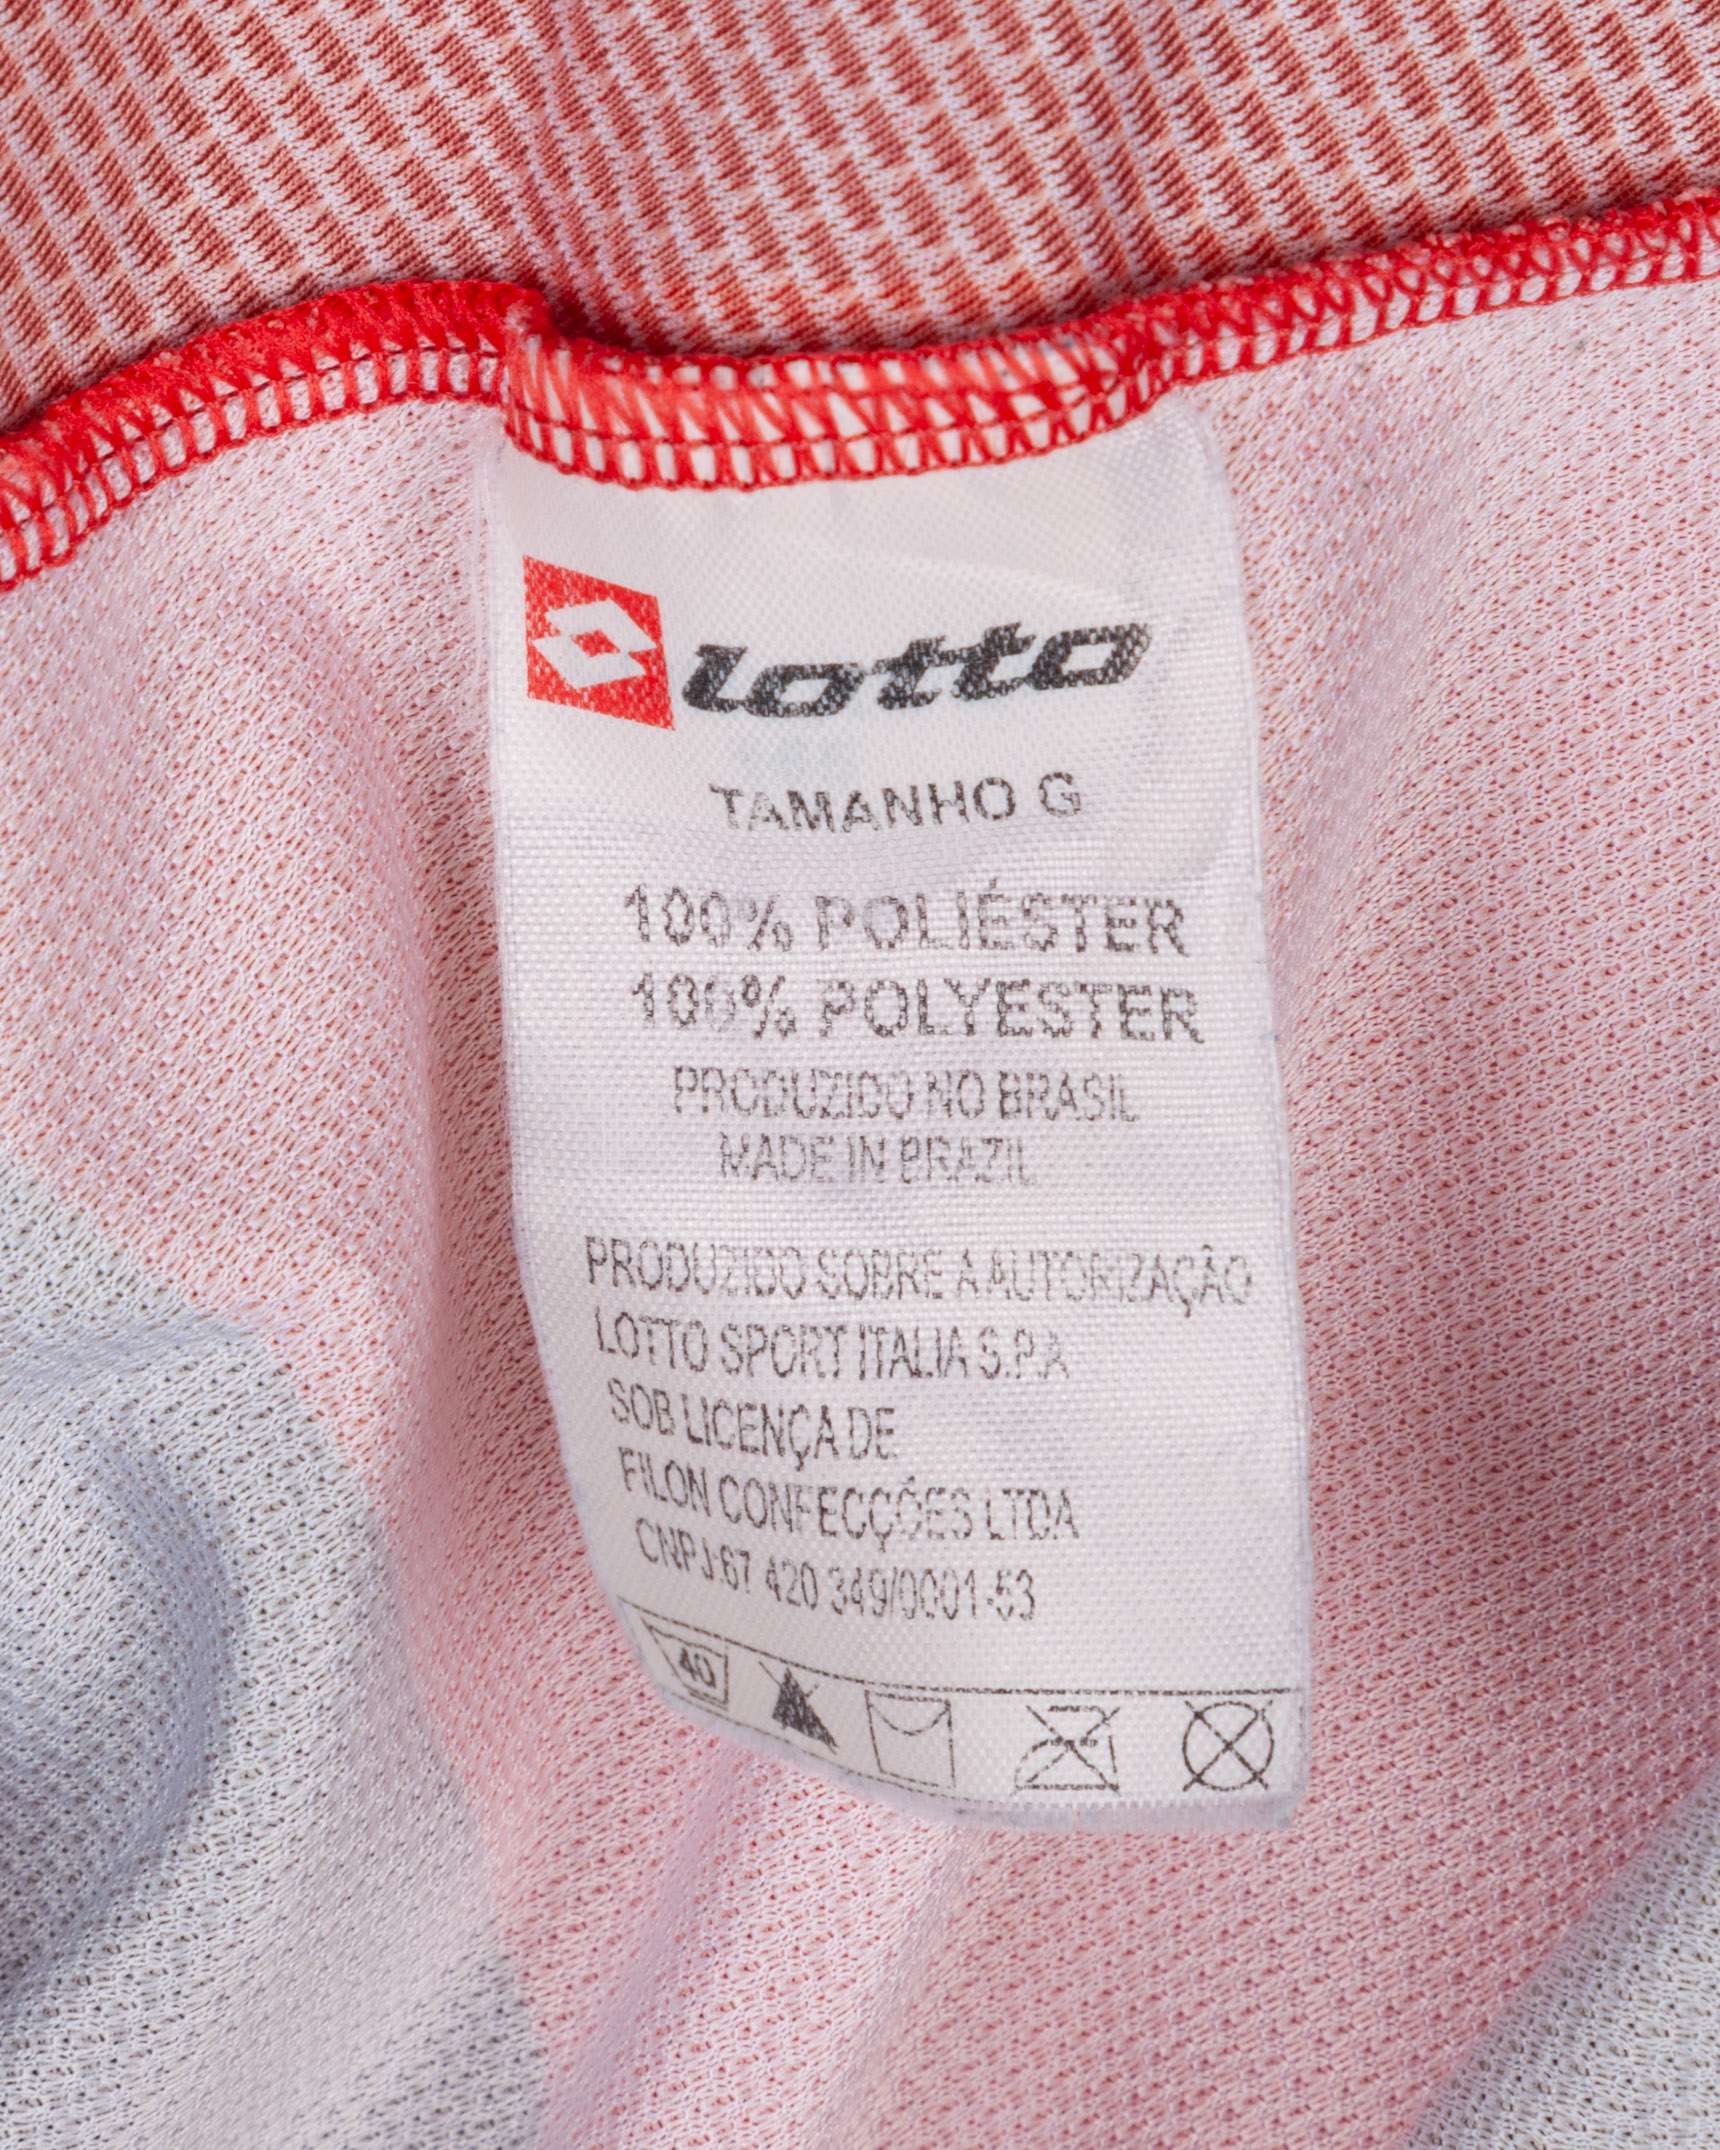 lotto
TAMANHO G
100% POLIÉSTER
100% POLYESTER
PRODUZIDO NO BRASIL
MADE IN BRAZIL
PRODUZIDO SOBRE A AUTORIZAÇÃO
LOTTO SPORT ITALIA S.P.A
SOB LICENÇA DE
FILON CONFECÇÕES LTDA
CNPJ 67 420 349/0001-53
40